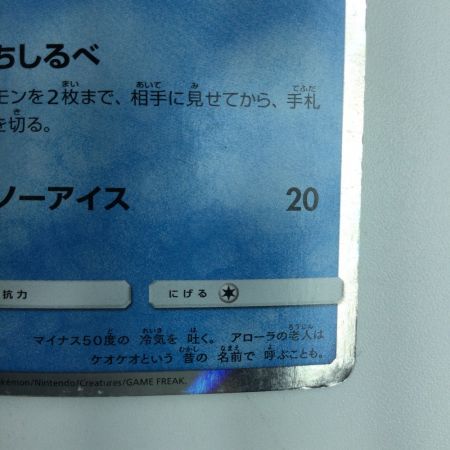 ちしるべ
モンを2枚まで、相手に見せてから、手札
を切る。
ノーアイス 20
抗力 にげる
マイナス50度の 冷気を 吐く。 アローラの老人は
ケオケオという 昔の 名前で 呼ぶことも。
okémon/Nintendo/Creatures/GAME FREAK.